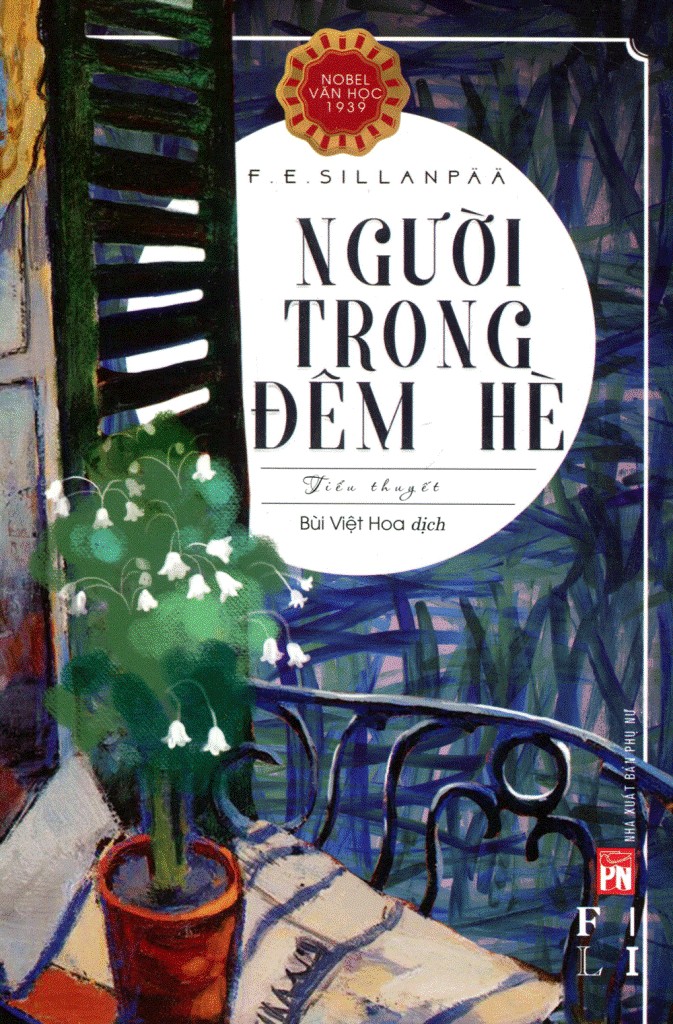 NOBEL
VĂN HỌC
1939
F.E.SILLANPÄÄ
NGƯỜI
TRONG
ĐÊM HÈ
Tiểu thuyết
Bùi Việt Hoa dịch
NHÀ XUẤT BẢN PHỤ NỮ
PN
FI
LI